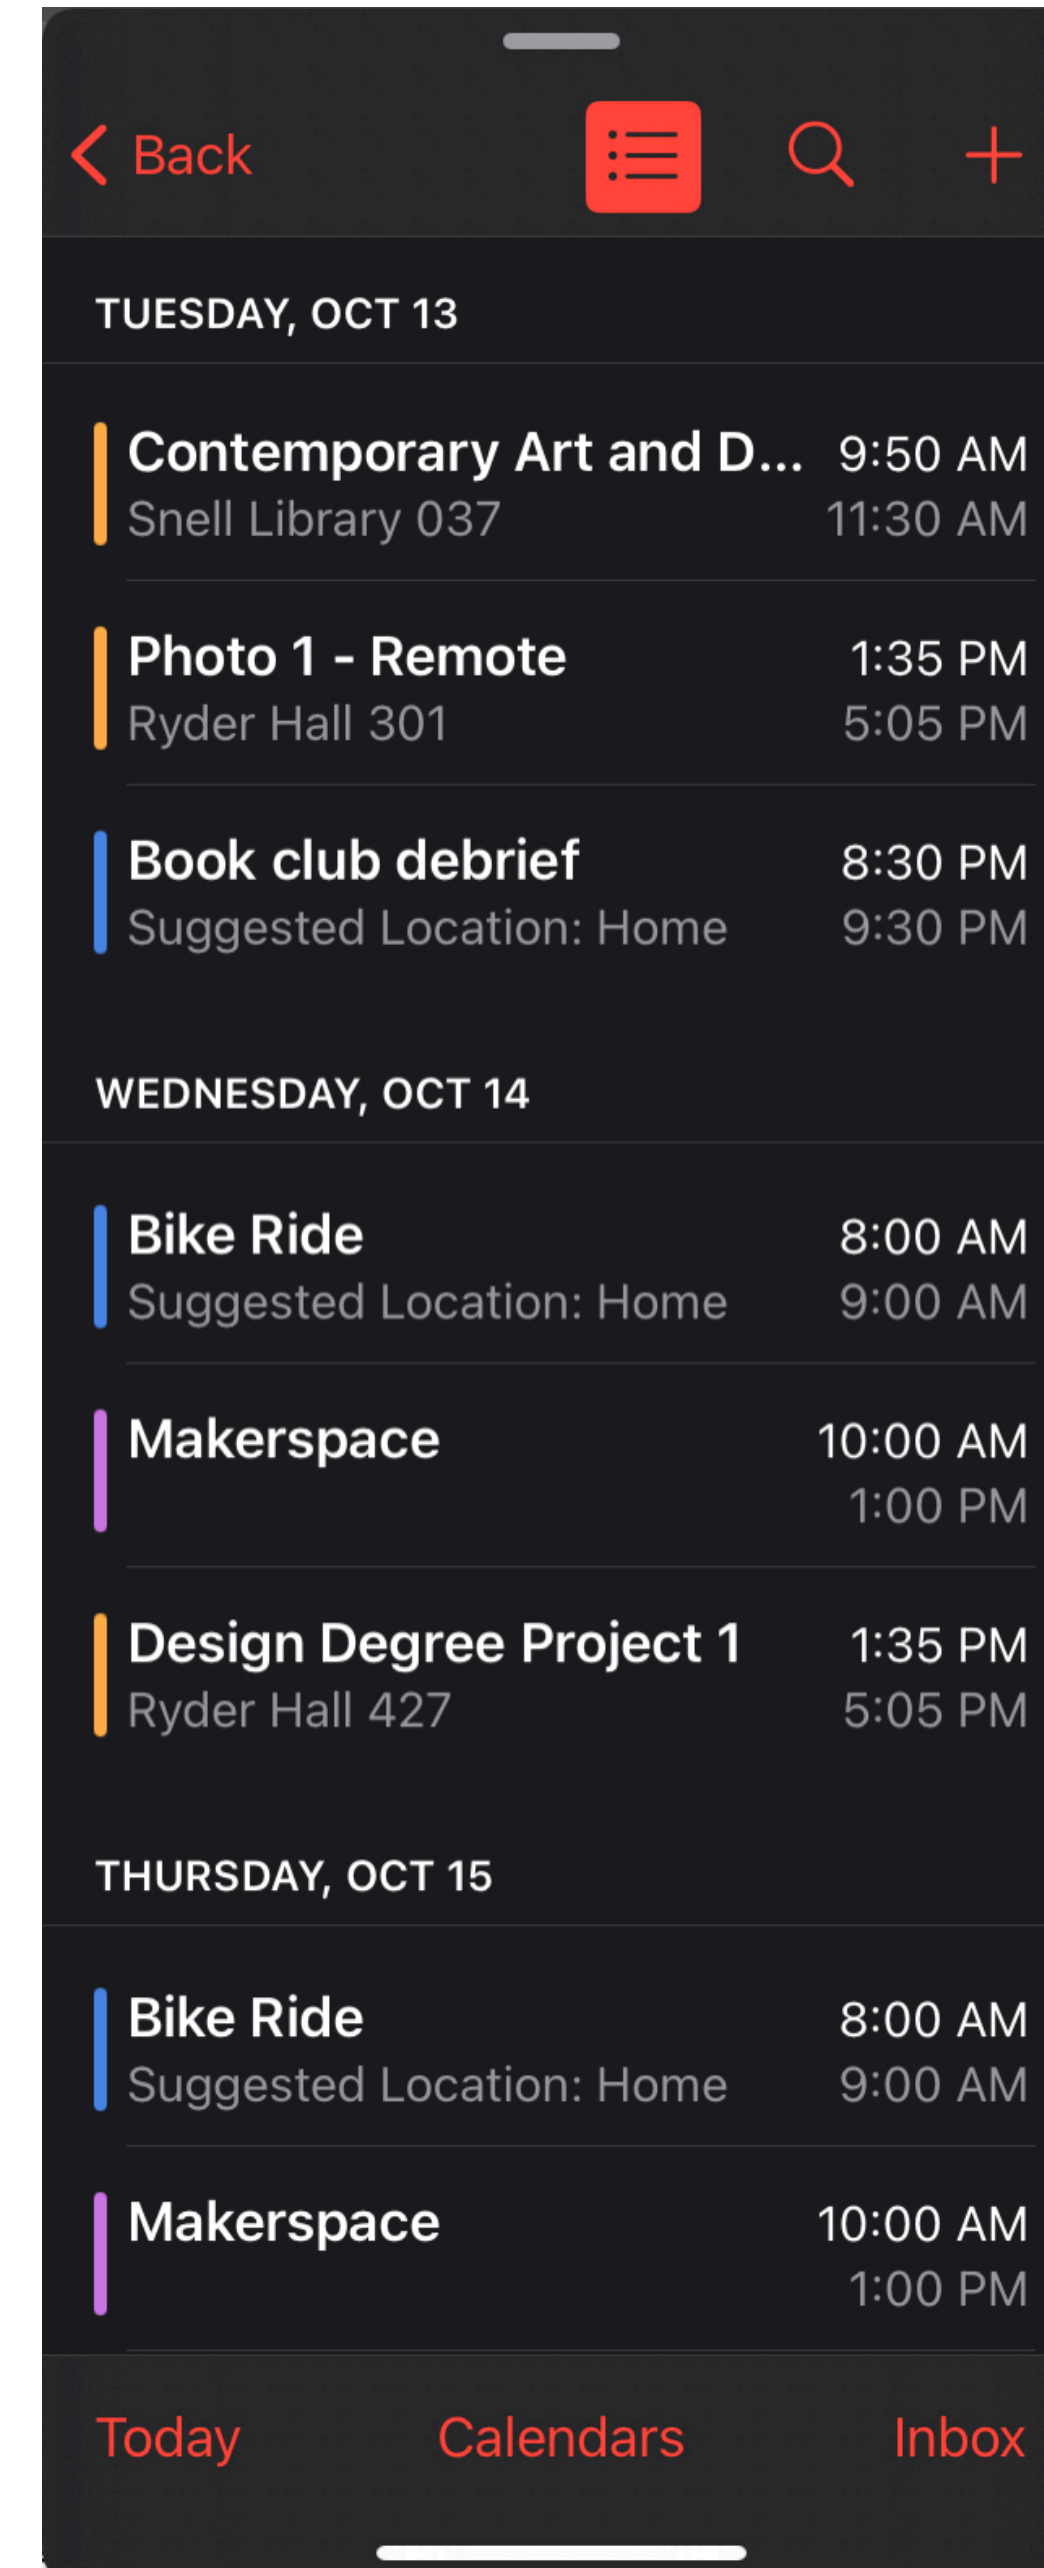 Back
TUESDAY, OCT 13
Contemporary Art and D... 9:50 AM
Snell Library 037 11:30 AM
Photo 1 - Remote 1:35 PM
Ryder Hall 301 5:05 PM
Book club debrief 8:30 PM
Suggested Location: Home 9:30 PM
WEDNESDAY, OCT 14
Bike Ride 8:00 AM
Suggested Location: Home 9:00 AM
Makerspace 10:00 AM
1:00 PM
Design Degree Project 1 1:35 PM
Ryder Hall 427 5:05 PM
THURSDAY, OCT 15
Bike Ride 8:00 AM
Suggested Location: Home 9:00 AM
Makerspace 10:00 AM
1:00 PM
Today Calendars Inbox